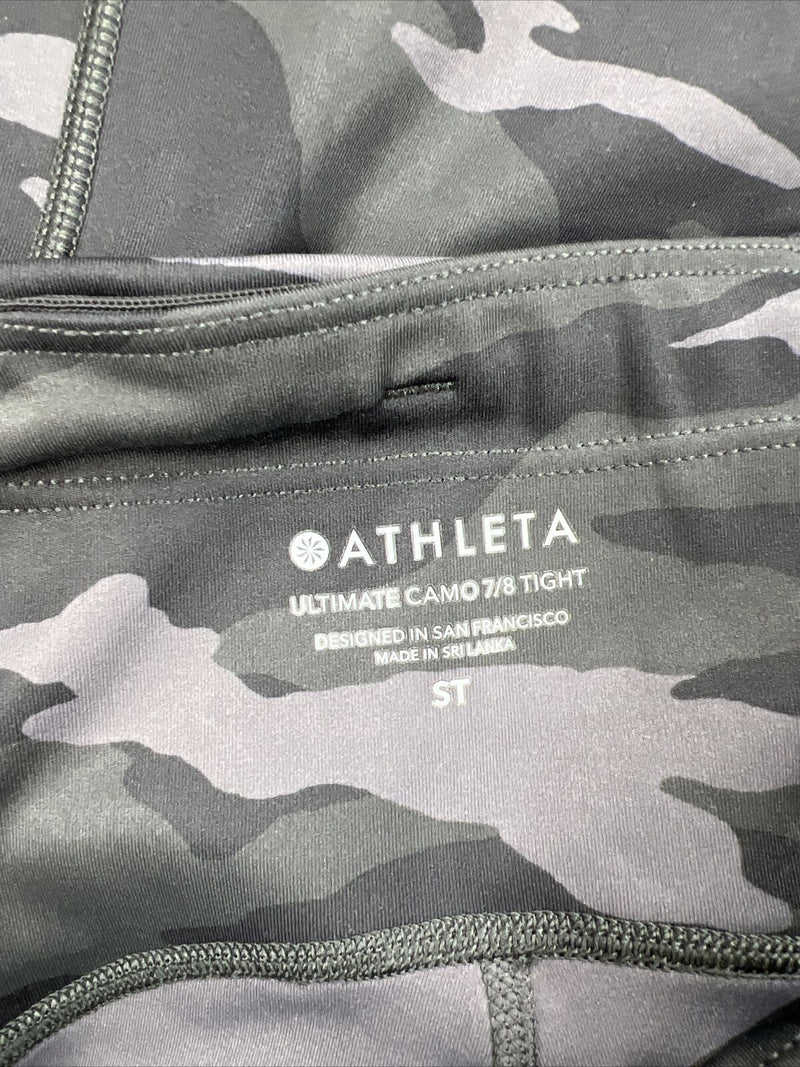 ATHLETA
ULTIMATE CAMO 7/8 TIGHT
DESIGNED IN SAN FRANCISCO
MADE IN SRI LANKA
ST